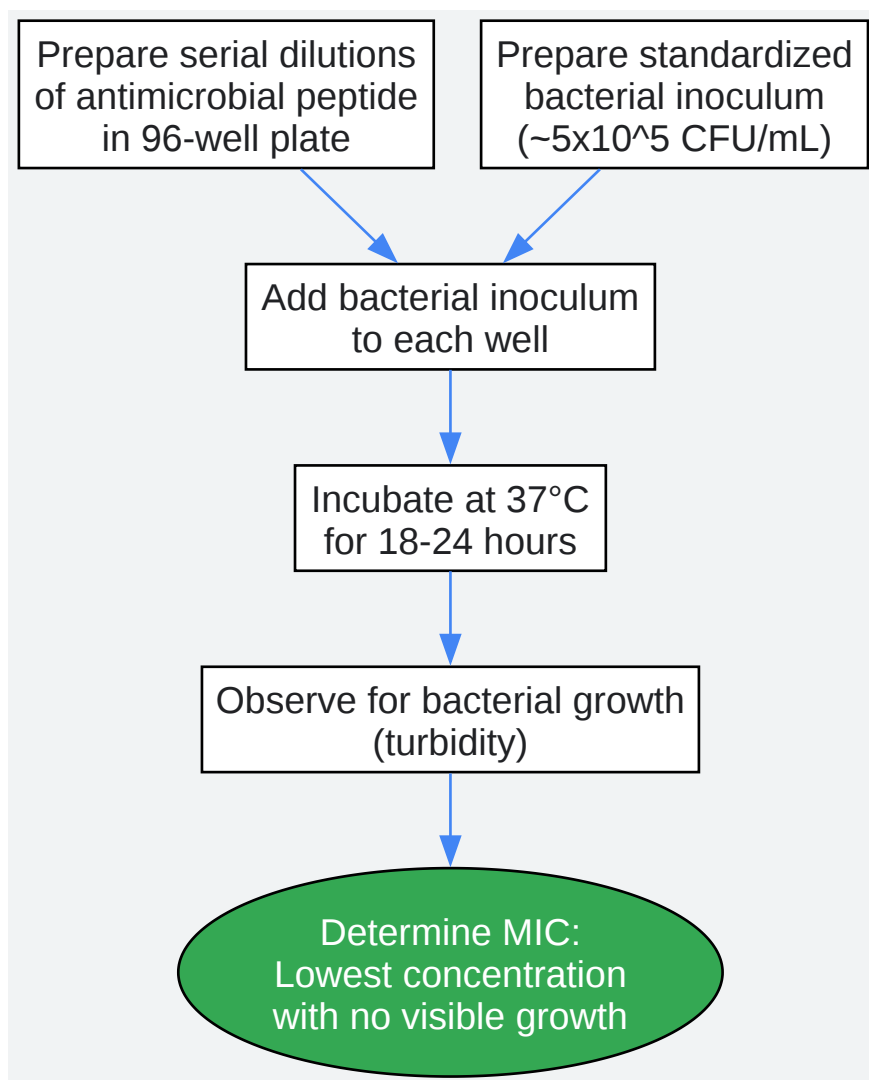 Prepare serial dilutions
of antimicrobial peptide
in 96-well plate
Prepare standardized
bacterial inoculum
(~5x10^5 CFU/mL)
Add bacterial inoculum
to each well
Incubate at 37°C
for 18-24 hours
Observe for bacterial growth
(turbidity)
Determine MIC:
Lowest concentration
with no visible growth